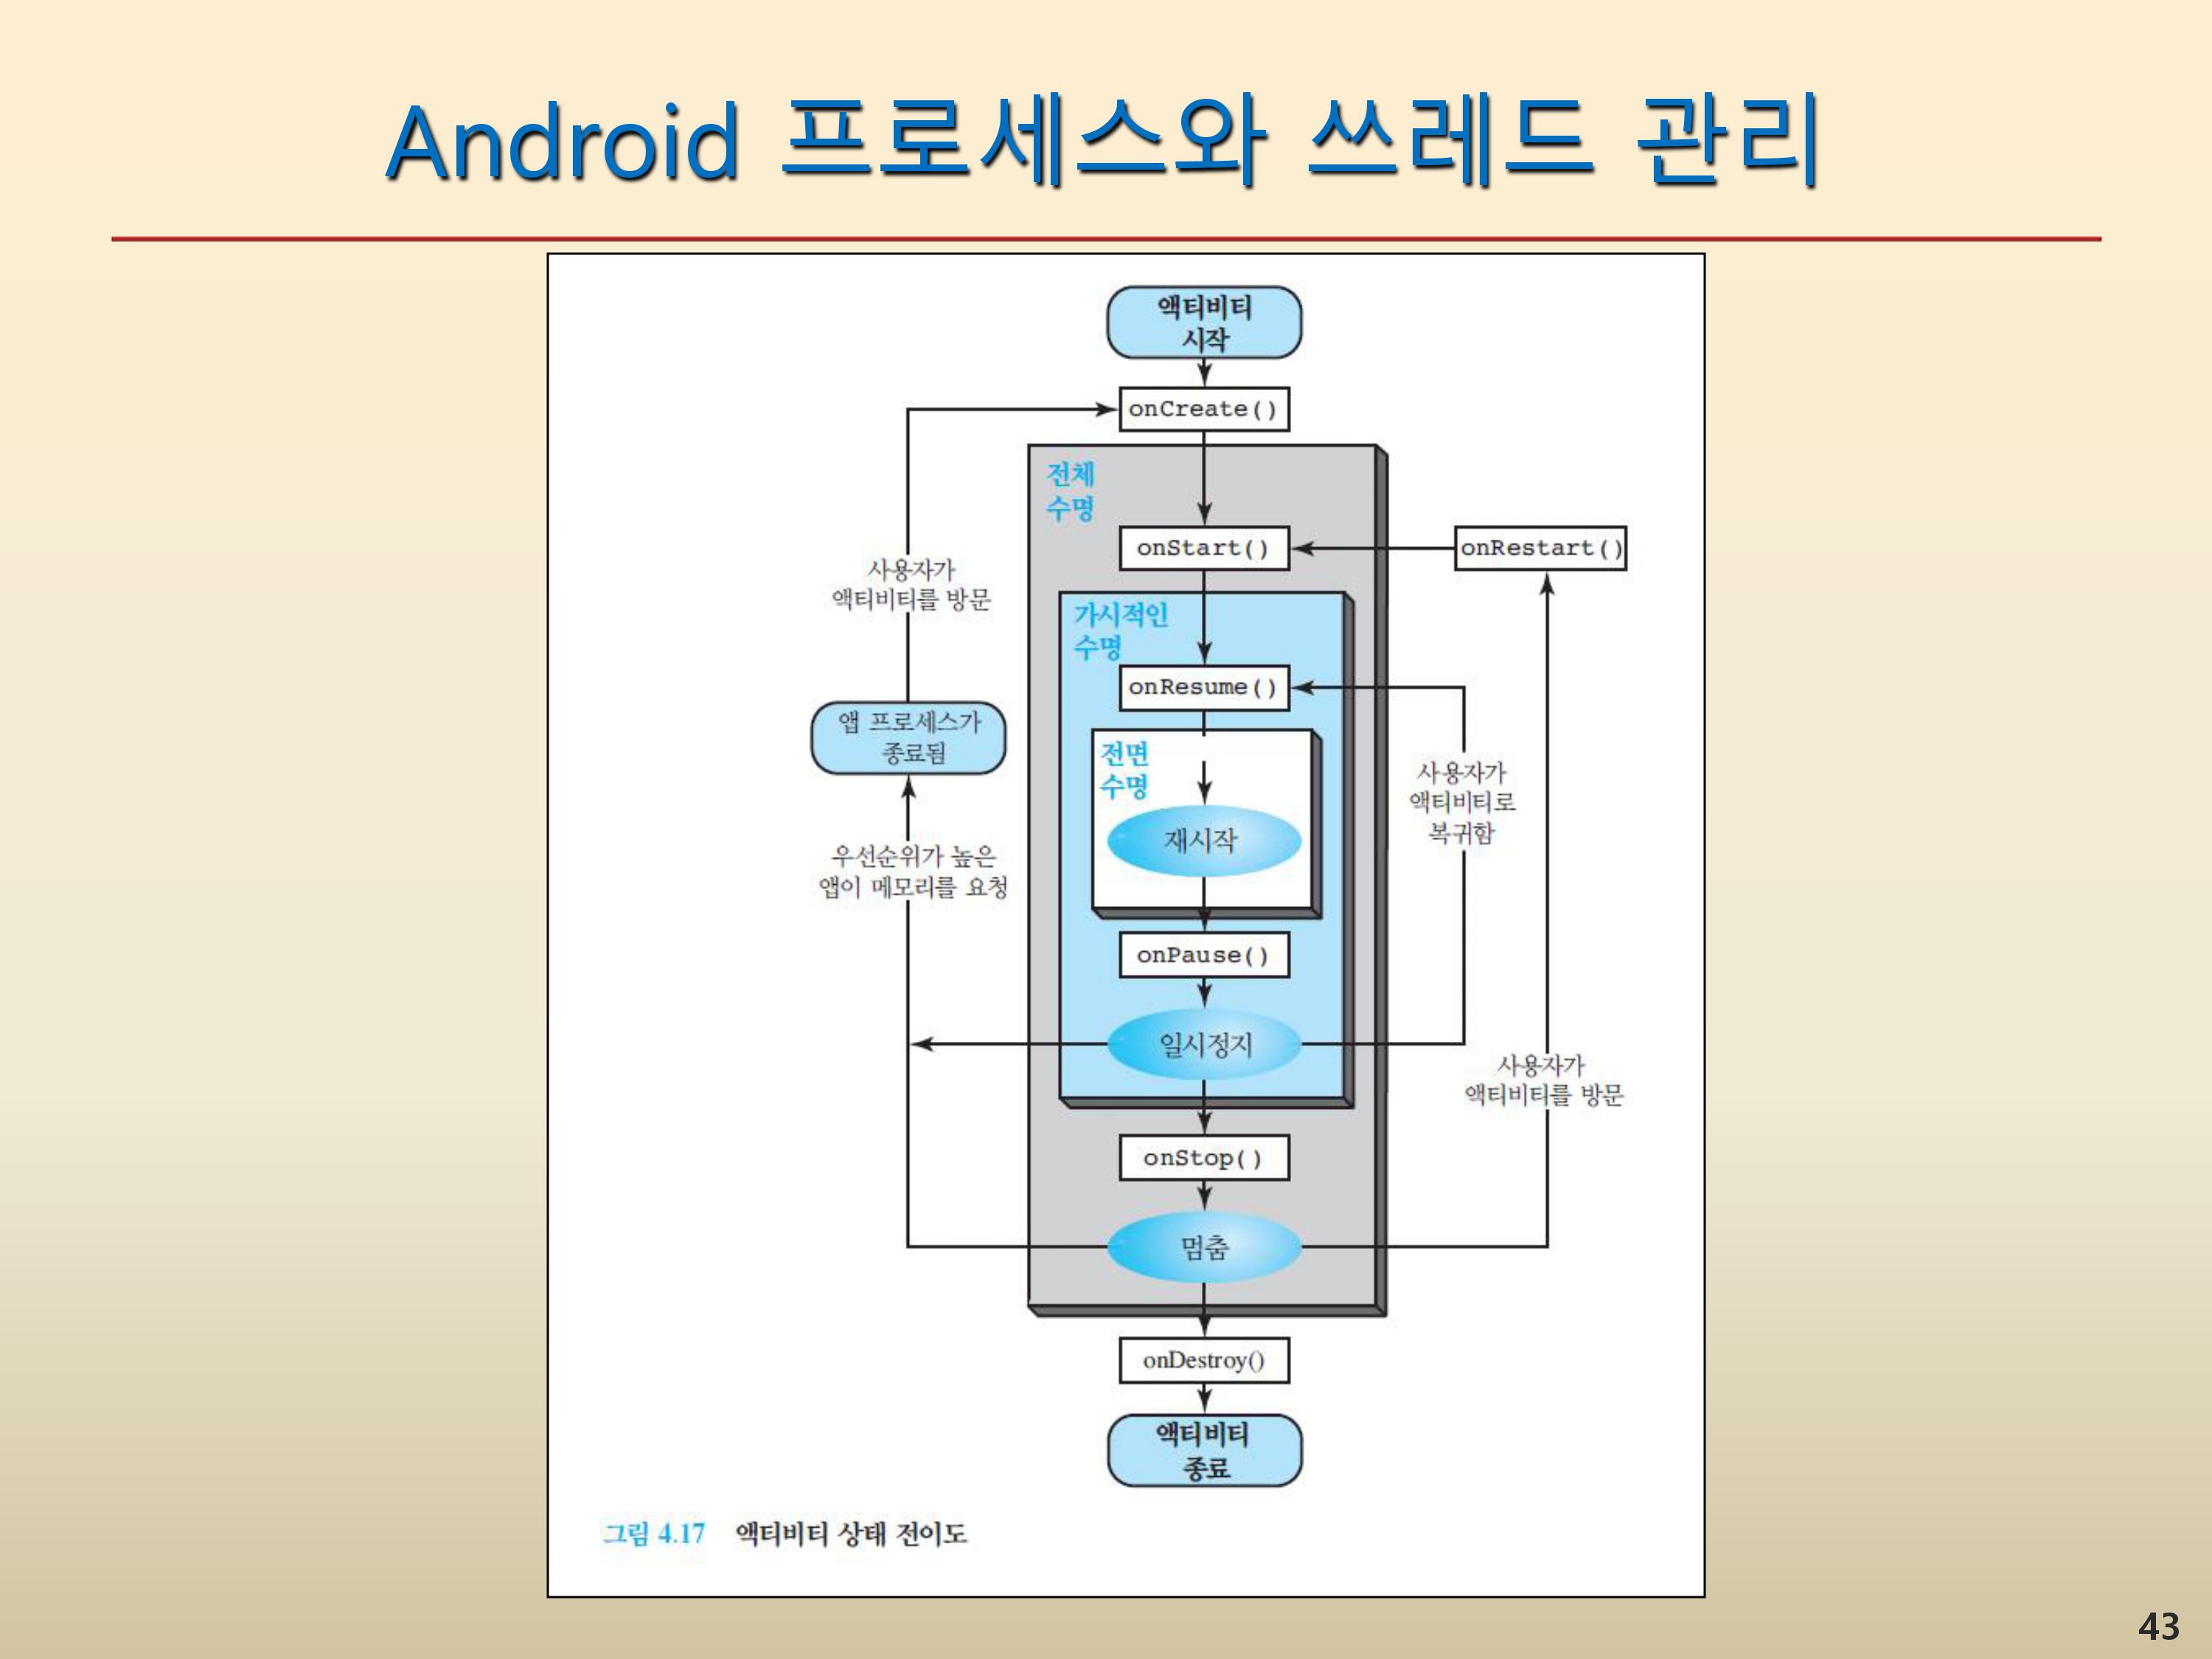 Android 프로세스와 쓰레드 관리
액티비티
시작
onCreate()
전체
수명
onStart()
onRestart()
사용자가
액티비티를 방문
가시적인
수명
onResume()
앱 프로세스가
종료됨
전면
수명
사용자가
액티비티로
복귀함
재시작
우선순위가 높은
앱이 메모리를 요청
onPause()
일시정지
사용자가
액티비티를 방문
onStop()
멈춤
onDestroy()
액티비티
종료
그림 4.17 액티비티 상태 전이도
43